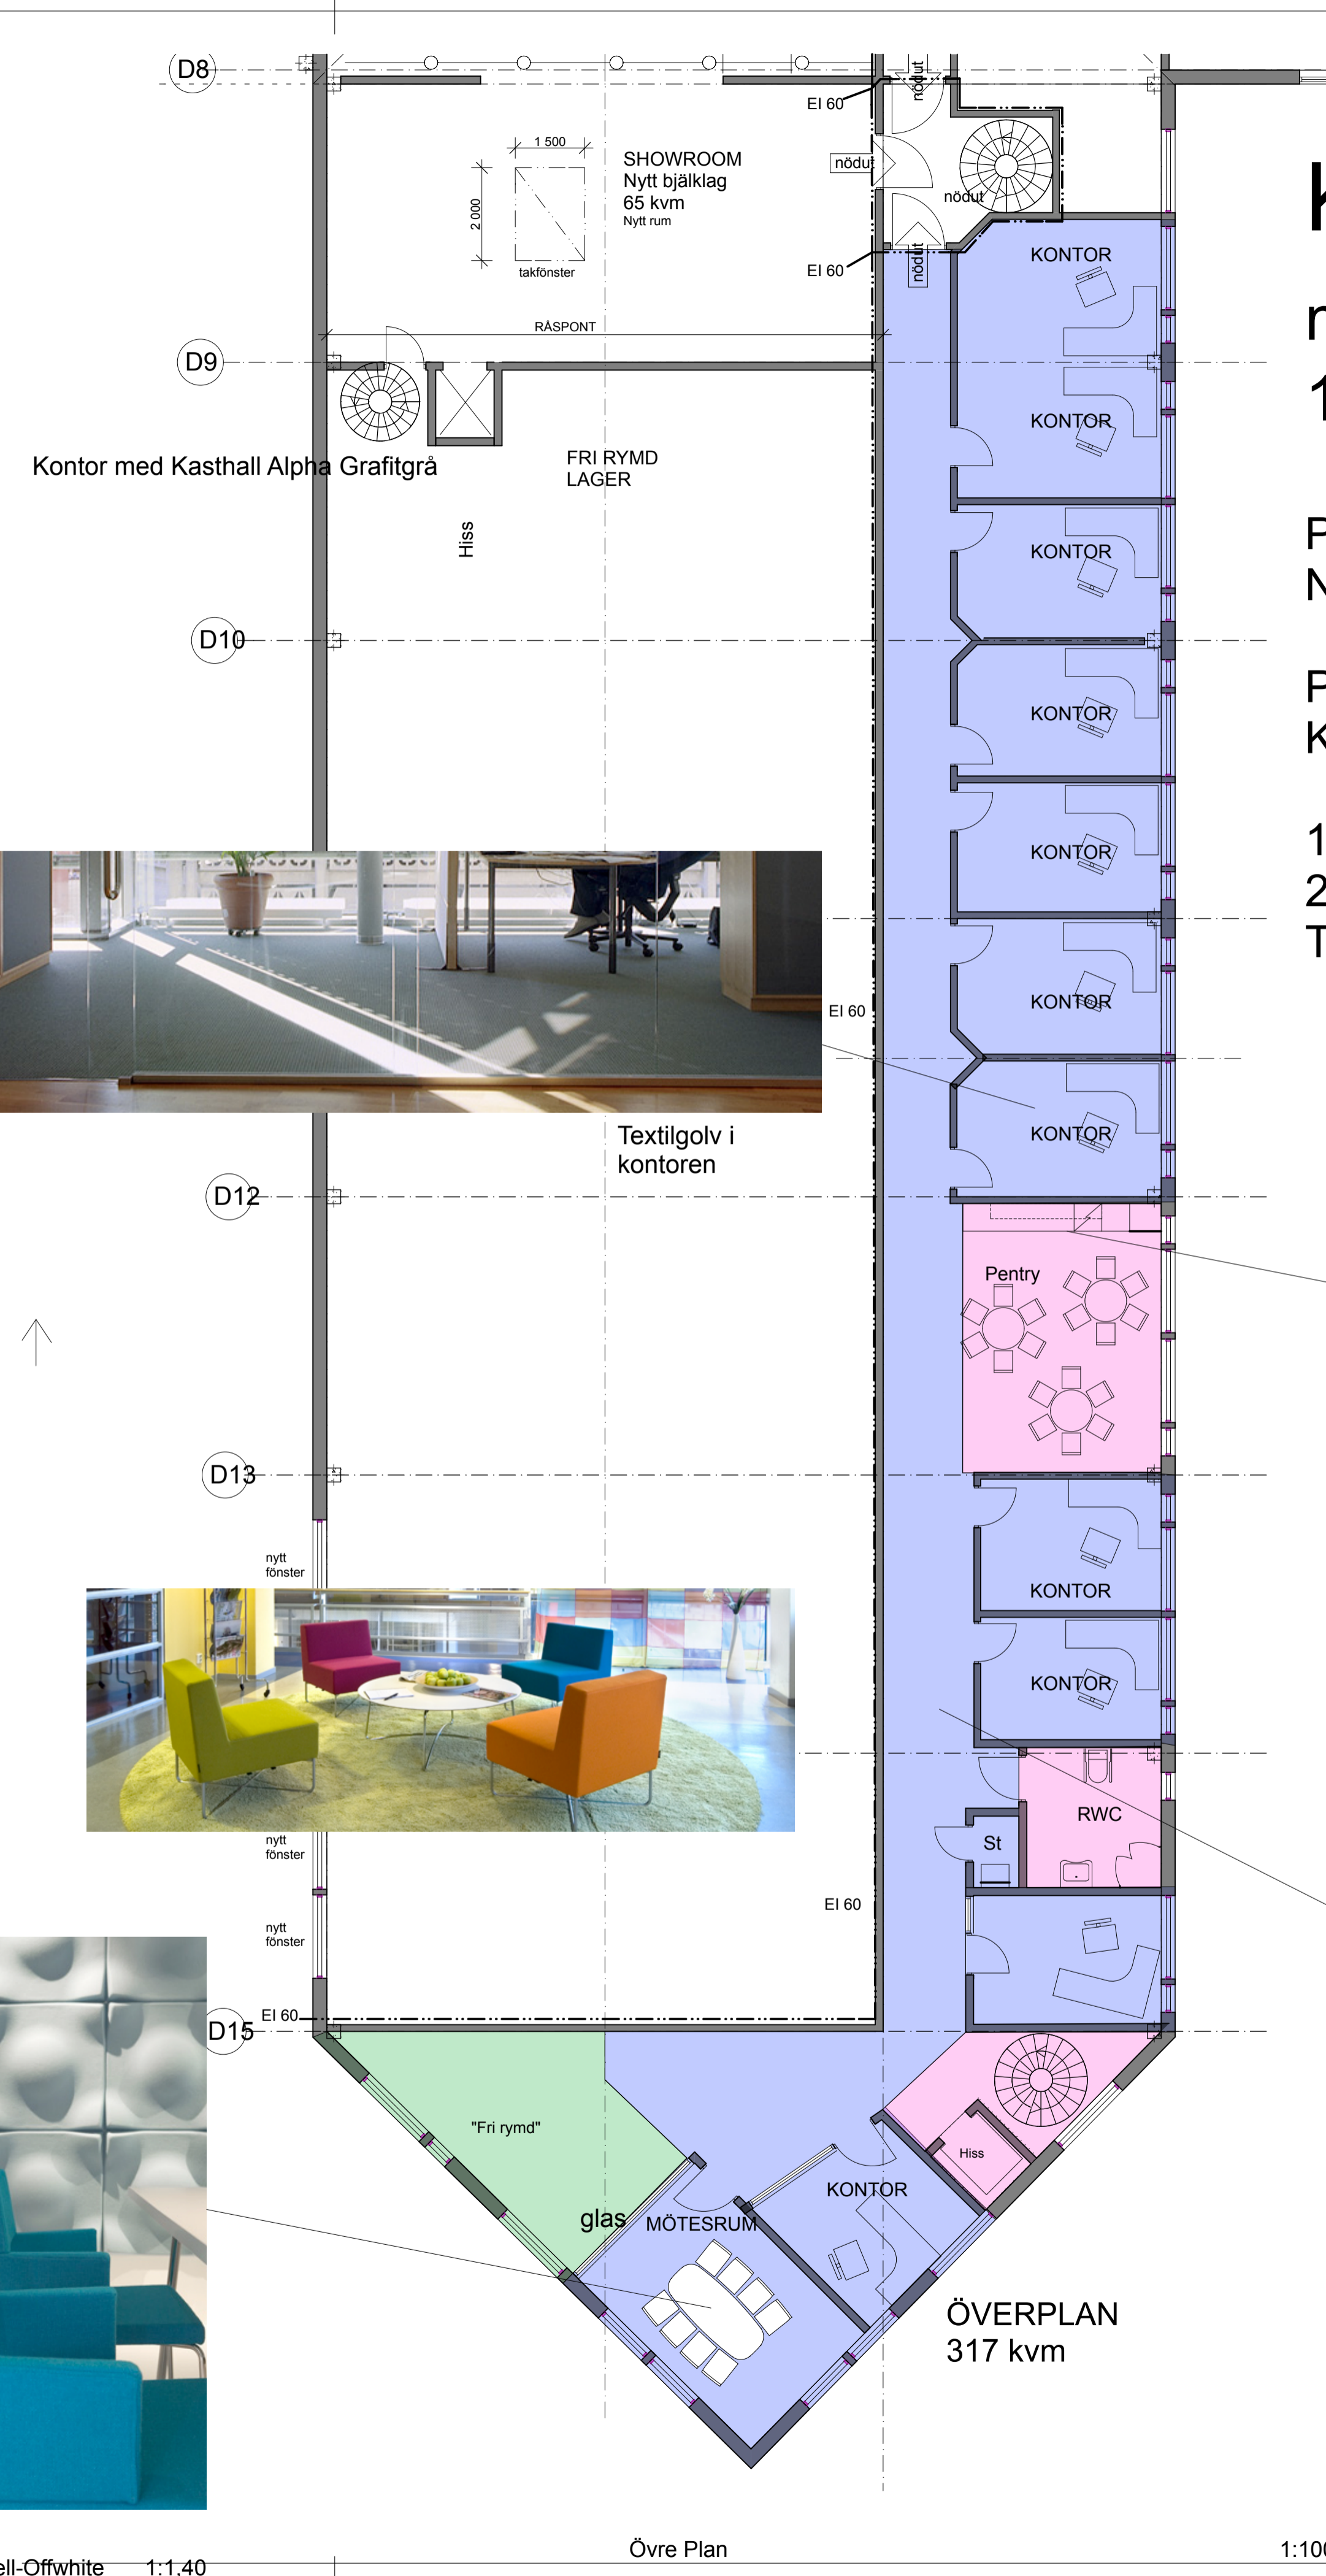 D8
nödut
EI 60
1 500
2 000
takfönster
SHOWROOM
Nytt bjälklag
65 kvm
Nytt rum
nödut
nödut
EI 60
nödut
KONTOR
RÅSPONT
D9
KONTOR
Kontor med Kasthall Alpha Grafitgrå
FRI RYMD
LAGER
Hiss
KONTOR
D10
KONTOR
KONTOR
KONTOR
EI 60
Textilgolv i
kontoren
KONTOR
D12
Pentry
D13
nytt
fönster
KONTOR
KONTOR
RWC
St
nytt
fönster
EI 60
nytt
fönster
EI 60
D15
"Fri rymd"
Hiss
KONTOR
glas
MÖTESRUM
ÖVERPLAN
317 kvm
Övre Plan
1:1,40